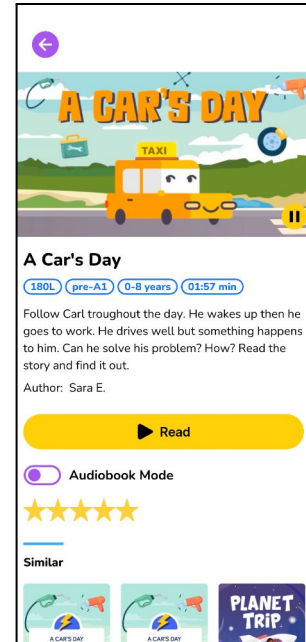 A CAR'S DAY
TAXI
A Car's Day
180L pre-A1 0-8 years 01:57 min
Follow Carl troughout the day. He wakes up then he
goes to work. He drives well but something happens
to him. Can he solve his problem? How? Read the
story and find it out.
Author: Sara E.
Read
Audiobook Mode
Similar
A CAR'S DAY
A CAR'S DAY
PLANET
TRIP